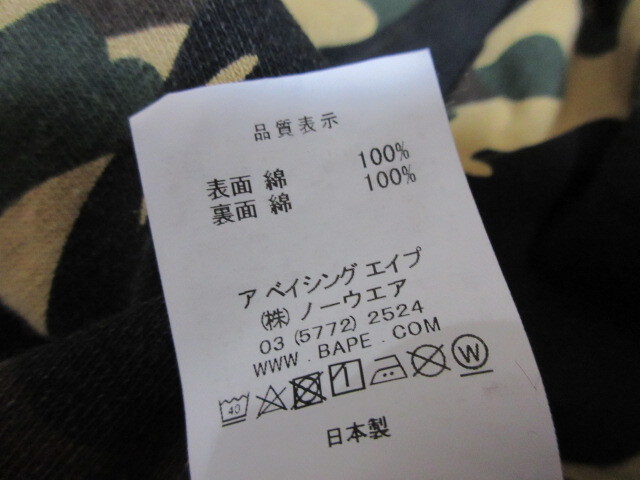 品質表示
表面 綿 100%
裏面 綿 100%
ア ベイシング エイプ
(株) ノーウエア
03 (5772) 2524
WWW.BAPE.COM
40 W
日本製